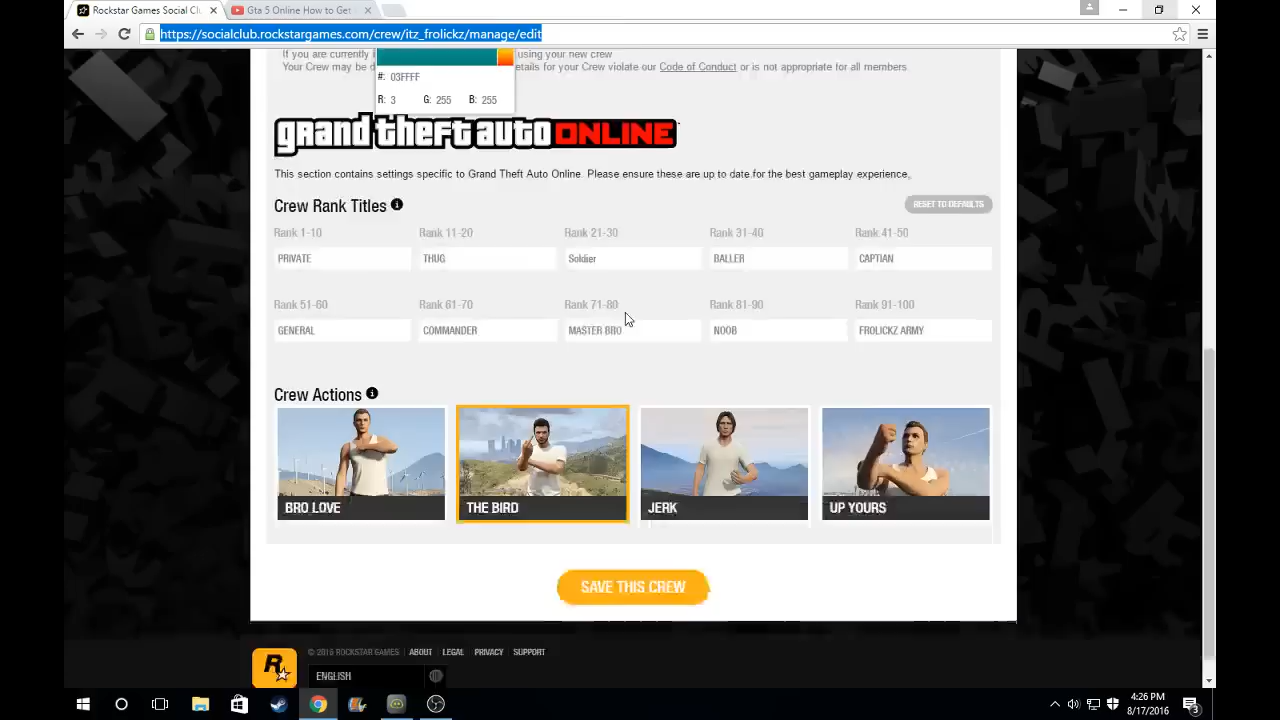 Rockstar Games Social Clu
Gta 5 Online How to Get
https://socialclub.rockstargames.com/crew/itz_frolickz/manage/edit
If you are currently using your new crew
Your Crew may be d etails for your Crew violate our Code of Conduct or is not appropriate for all members.
#: 03FFFF
R: 3 G: 255 B: 255
grand theft auto ONLINE
This section contains settings specific to Grand Theft Auto Online. Please ensure these are up to date for the best gameplay experience.
Crew Rank Titles
RESET TO DEFAULTS
Rank 1-10 Rank 11-20 Rank 21-30 Rank 31-40 Rank 41-50
PRIVATE THUG Soldier BALLER CAPTIAN
Rank 51-60 Rank 61-70 Rank 71-80 Rank 81-90 Rank 91-100
GENERAL COMMANDER MASTER BRO NOOB FROLICKZ ARMY
Crew Actions
BRO LOVE THE BIRD JERK UP YOURS
SAVE THIS CREW
R
© 2016 ROCKSTAR GAMES ABOUT LEGAL PRIVACY SUPPORT
ENGLISH
4:26 PM
8/17/2016
3